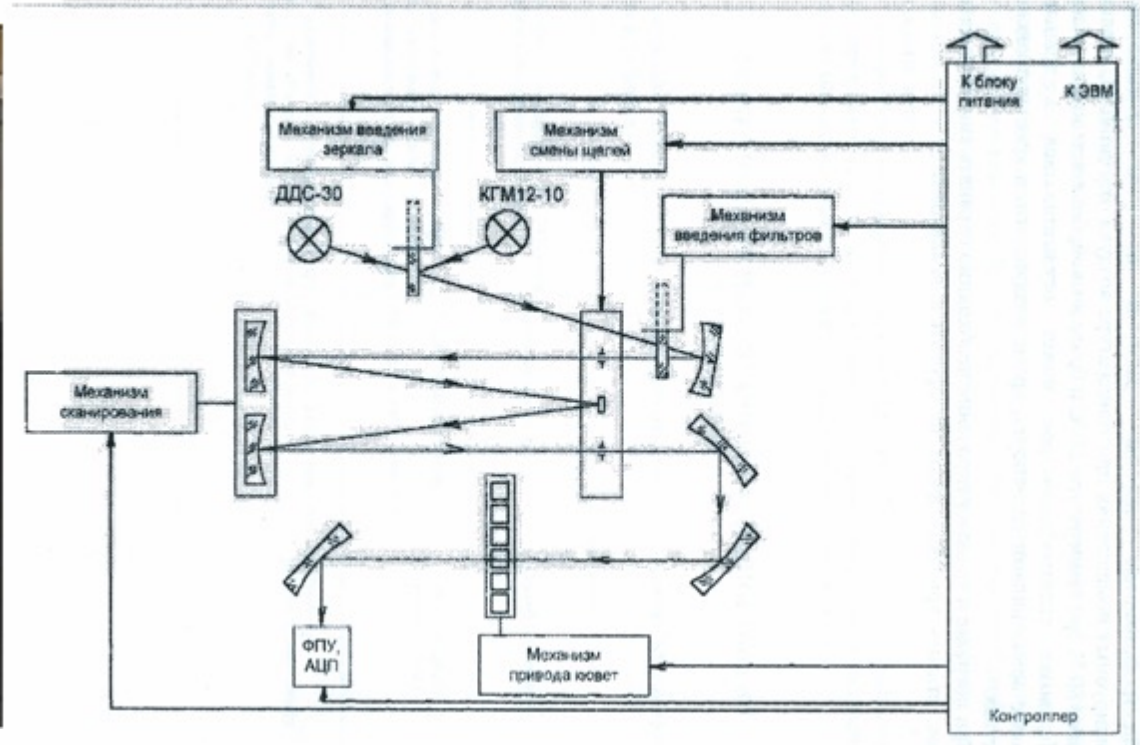 К блоку
питания
К ЭВМ
Механизм введения
зеркала
Механизм
смены щелей
ДДС-30
КГМ12-10
Механизм
введения фильтров
Механизм
сканирования
ФПУ,
АЦП
Механизм
привода кювет
Контроллер